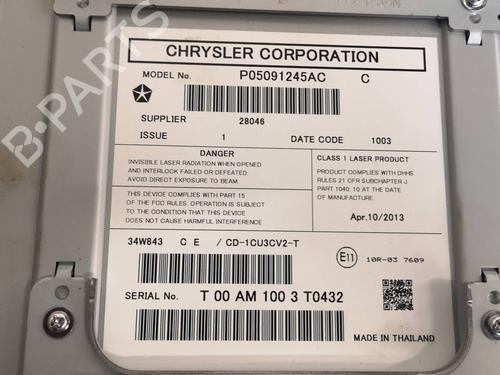 CHRYSLER CORPORATION
MODEL No. P05091245AC C
SUPPLIER 28046
ISSUE 1 DATE CODE 1003
DANGER
INVISIBLE LASER RADIATION WHEN OPENED
AND INTERLOCK FAILED OR DEFEATED.
AVOID DIRECT EXPOSURE TO BEAM
THIS DEVICE COMPLIES WITH PART 15
OF THE FCC RULES. OPERATION IS SUBJECT
TO THE CONDITION THAT THIS DEVICE
DOES NOT CAUSE HARMFUL INTERFERENCE
CLASS I LASER PRODUCT
PRODUCT COMPLIES WITH DHHS
RULES 21 CFR SUBCHAPTER J
PART 1040: 10 AT THE DATE
OF MANUFACTURE
Apr.10/2013
34W843 C E / CD-1CU3CV2-T
E11 10R-03 7609
SERIAL No. T 00 AM 100 3 T0432
MADE IN THAILAND
B-PARTS